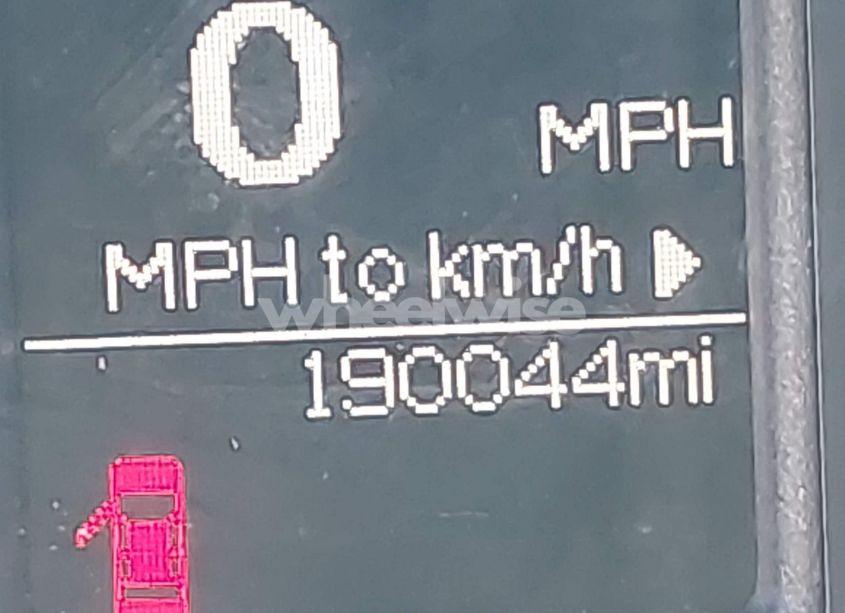 0 MPH
MPH to km/h
wheelwise
190044mi